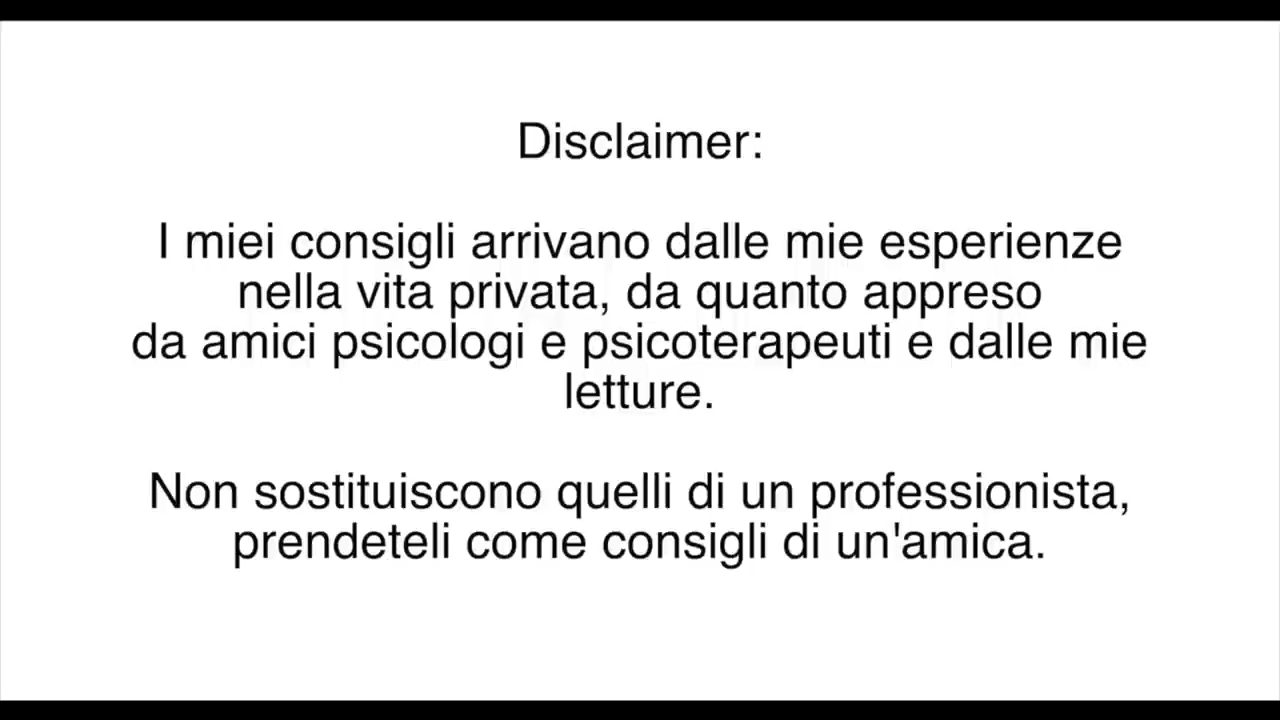 Disclaimer:
I miei consigli arrivano dalle mie esperienze
nella vita privata, da quanto appreso
da amici psicologi e psicoterapeuti e dalle mie
letture.
Non sostituiscono quelli di un professionista,
prendeteli come consigli di un'amica.